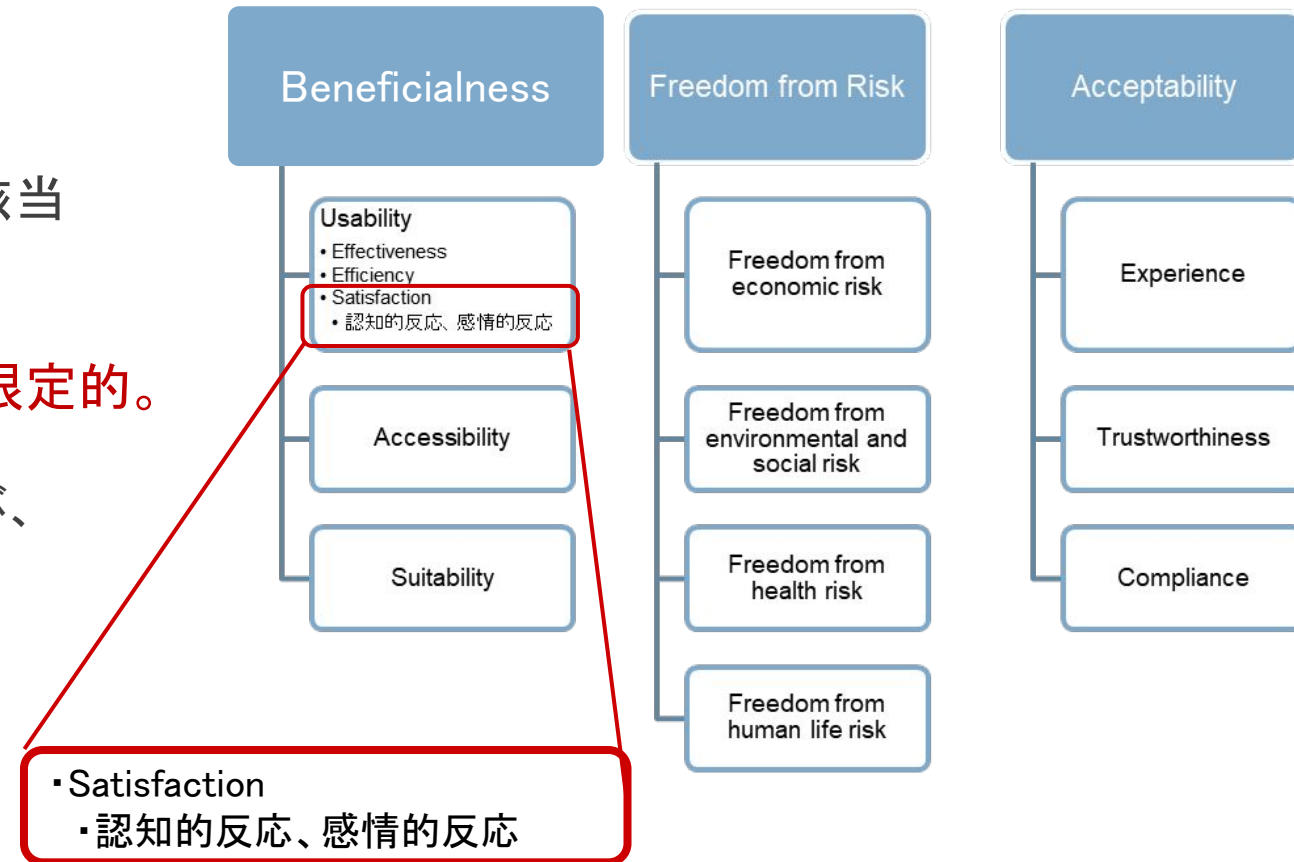 該当
限定的。
が、
Beneficialness
Usability
• Effectiveness
• Efficiency
• Satisfaction
• 認知的反応、感情的反応
Accessibility
Suitability
Freedom from Risk
Freedom from
economic risk
Freedom from
environmental and
social risk
Freedom from
health risk
Freedom from
human life risk
Acceptability
Experience
Trustworthiness
Compliance
・Satisfaction
・認知的反応、感情的反応